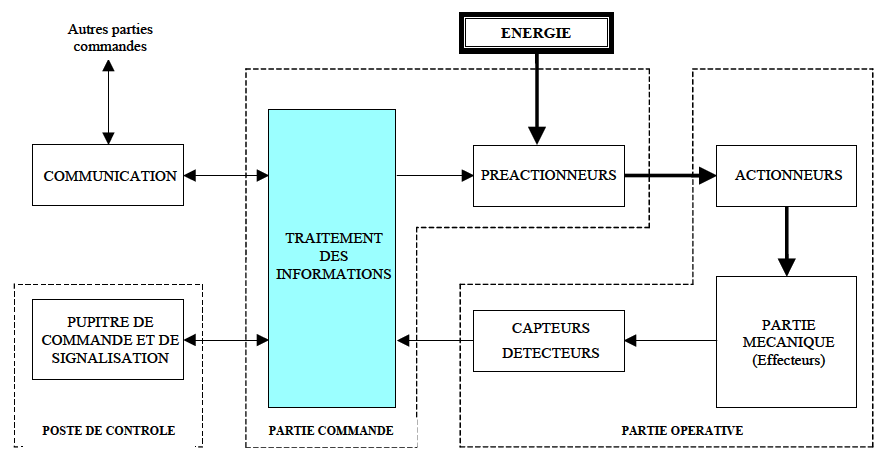 Autres parties
commandes
ENERGIE
COMMUNICATION
PREACTIONNEURS
ACTIONNEURS
TRAITEMENT
DES
INFORMATIONS
PUPITRE DE
COMMANDE ET DE
SIGNALISATION
CAPTEURS
DETECTEURS
PARTIE
MECANIQUE
(Effecteurs)
POSTE DE CONTROLE
PARTIE COMMANDE
PARTIE OPERATIVE